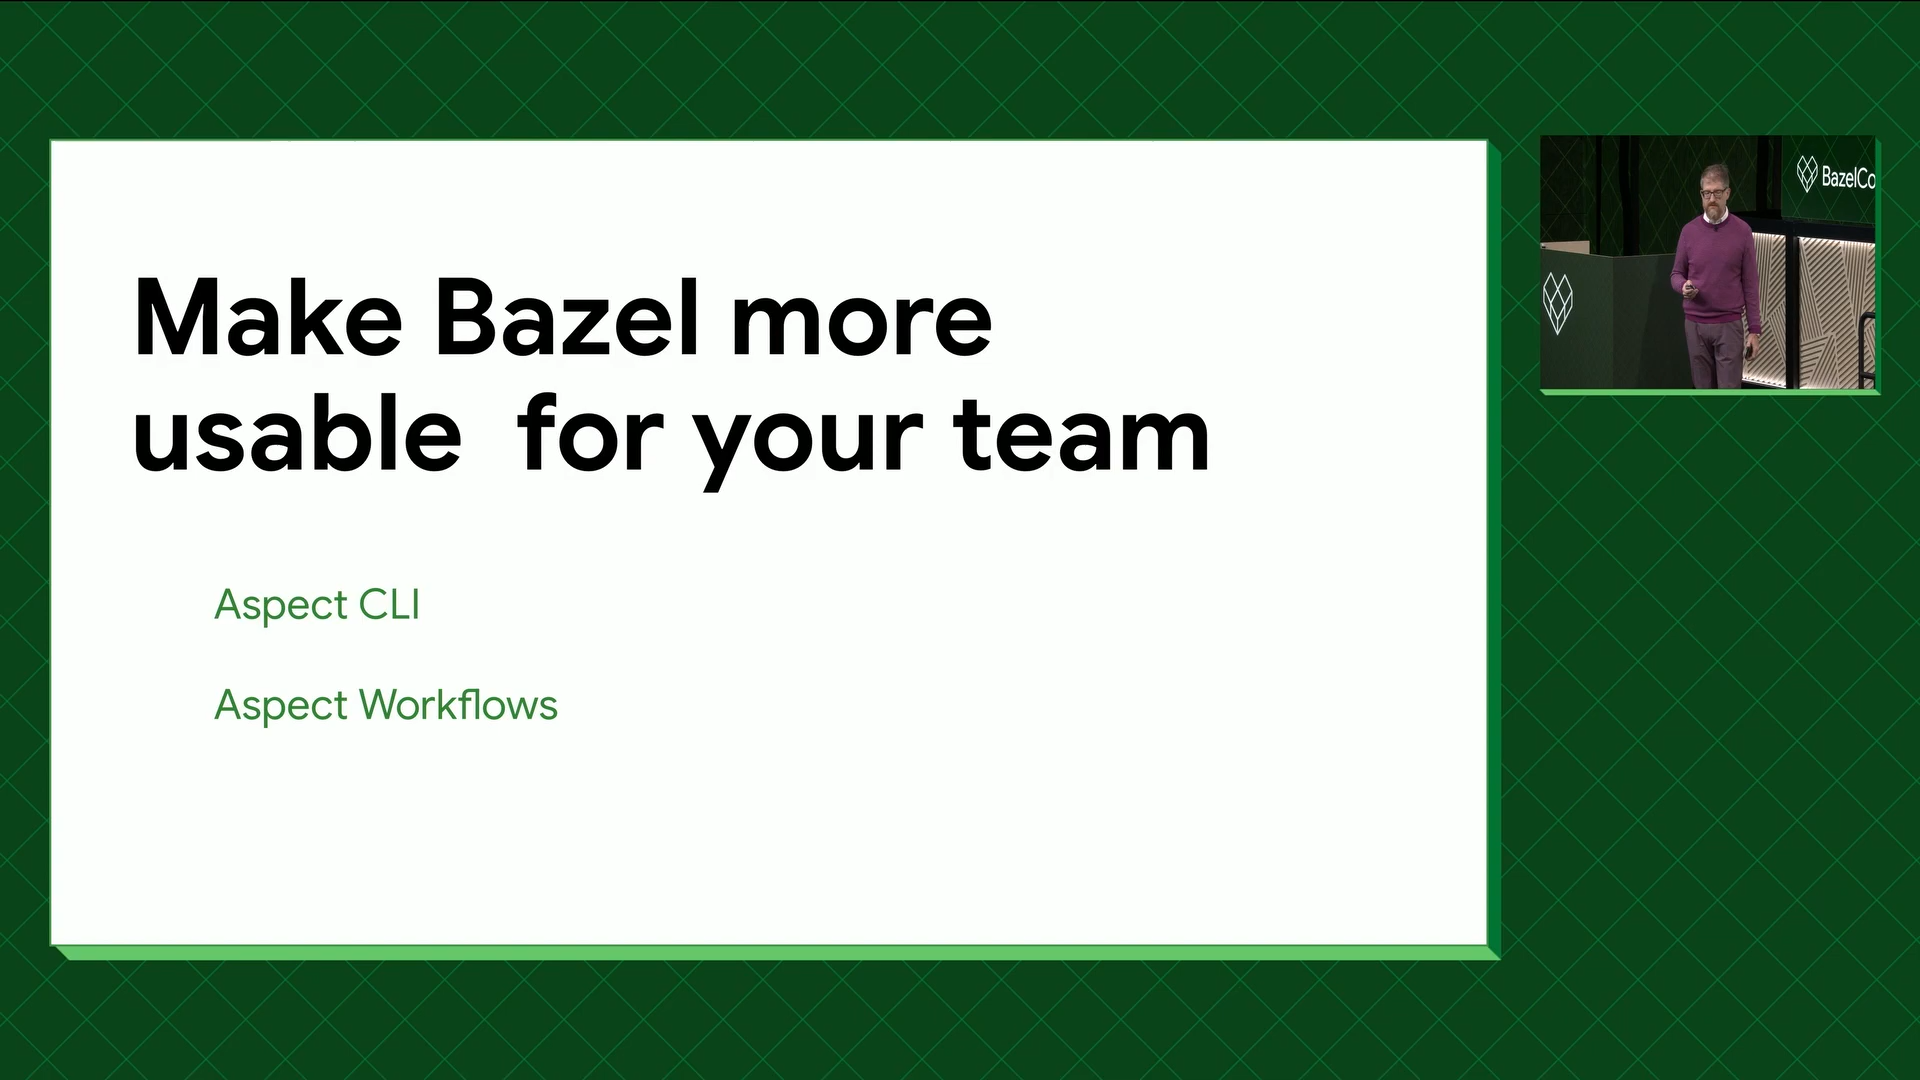 Make Bazel more
usable for your team
Aspect CLI
Aspect Workflows
BazelCo